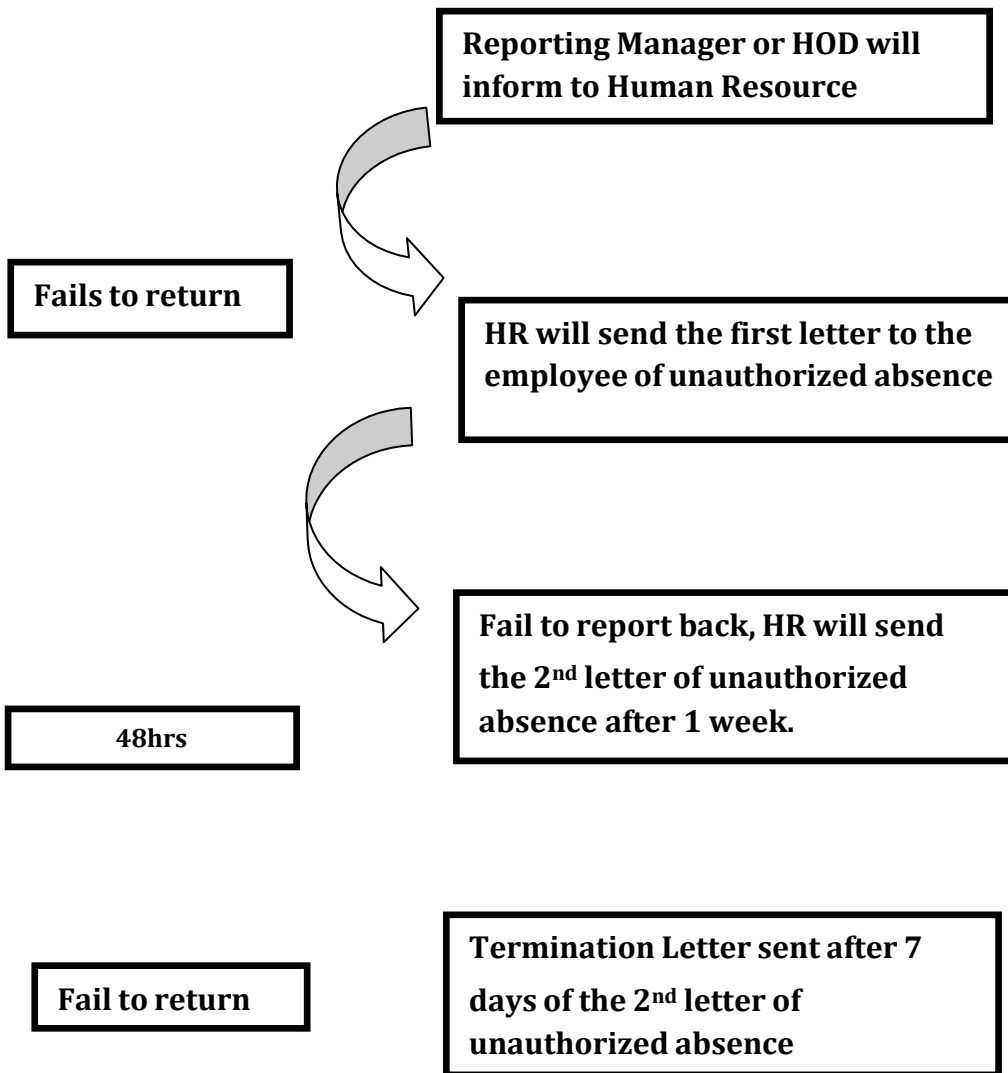 Reporting Manager or HOD will
inform to Human Resource
Fails to return
HR will send the first letter to the
employee of unauthorized absence
Fail to report back, HR will send
the 2nd letter of unauthorized
absence after 1 week.
48hrs
Termination Letter sent after 7
days of the 2nd letter of
unauthorized absence
Fail to return